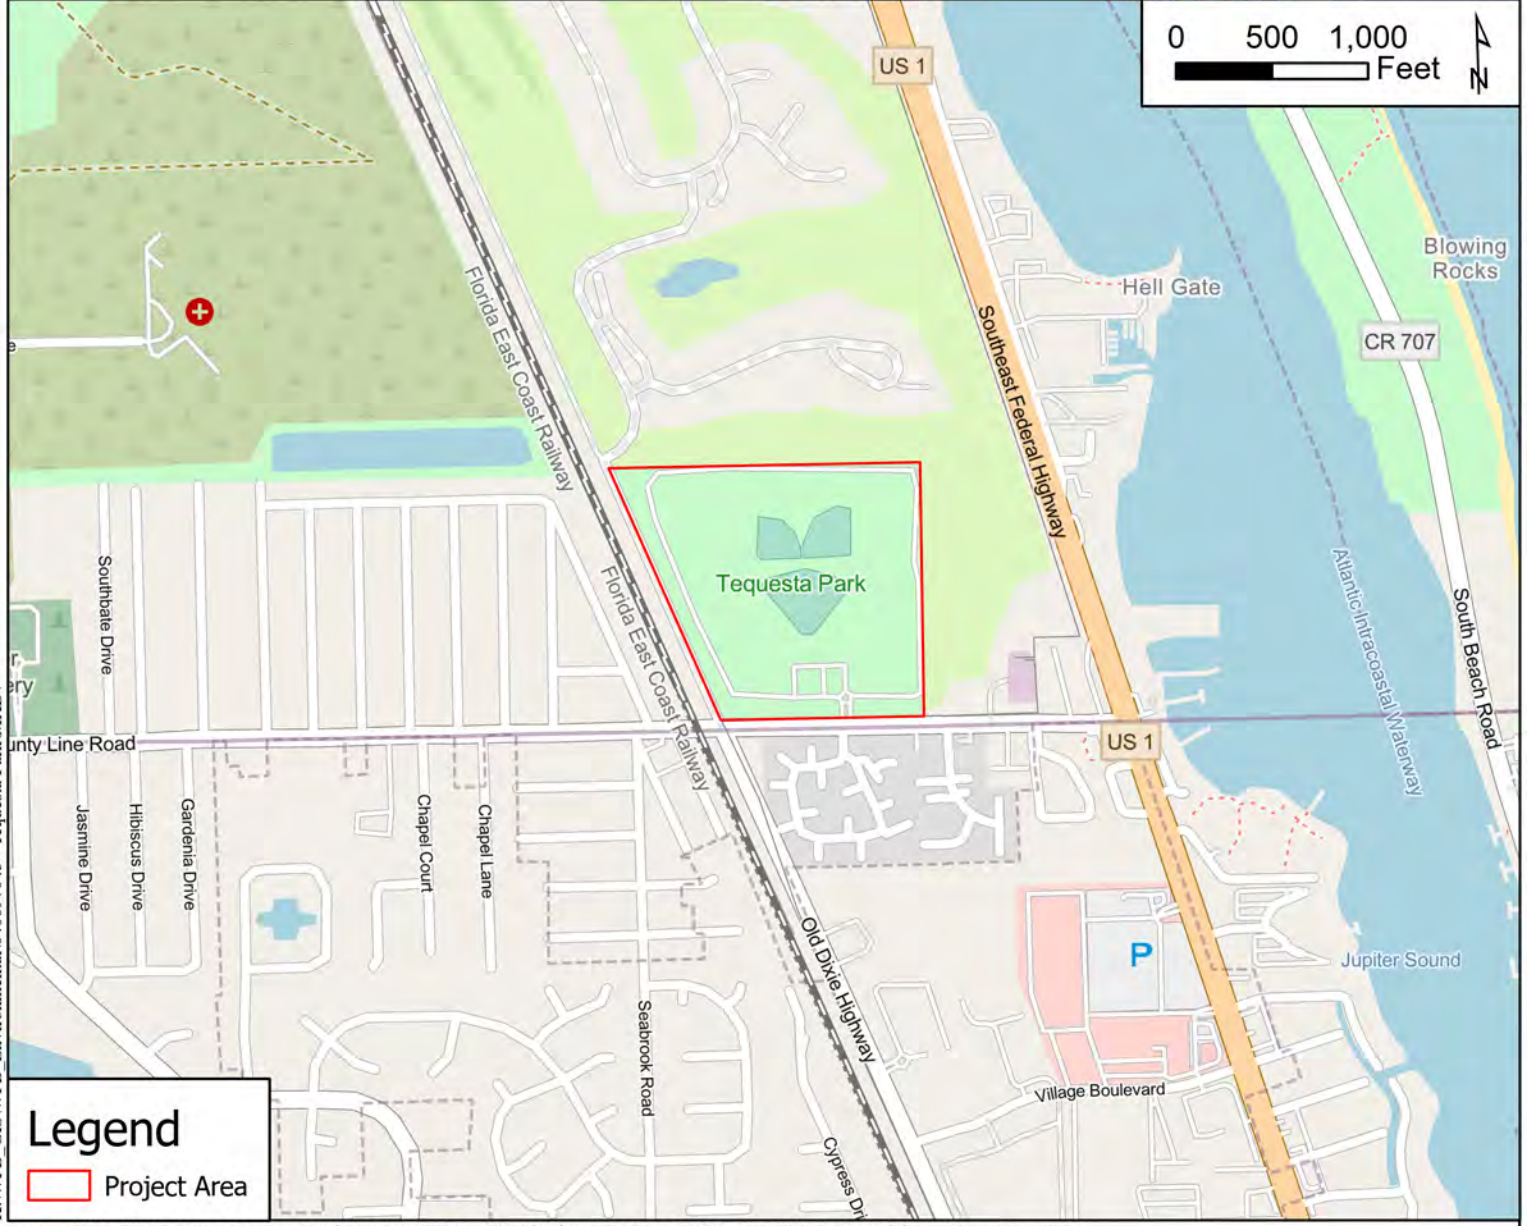 0 500 1,000
Feet
N
US 1
Blowing
Rocks
Hell Gate
CR 707
Florida East Coast Railway
Southeast Federal Highway
Southbate Drive
Tequesta Park
Florida East Coast Railway
Atlantic Intracoastal Waterway
South Beach Road
ery
unty Line Road
US 1
Jasmine Drive
Hibiscus Drive
Gardenia Drive
Chapel Court
Chapel Lane
Old Dixie Highway
P
Jupiter Sound
Seabrook Road
Village Boulevard
Cypress Dri
Legend
Project Area